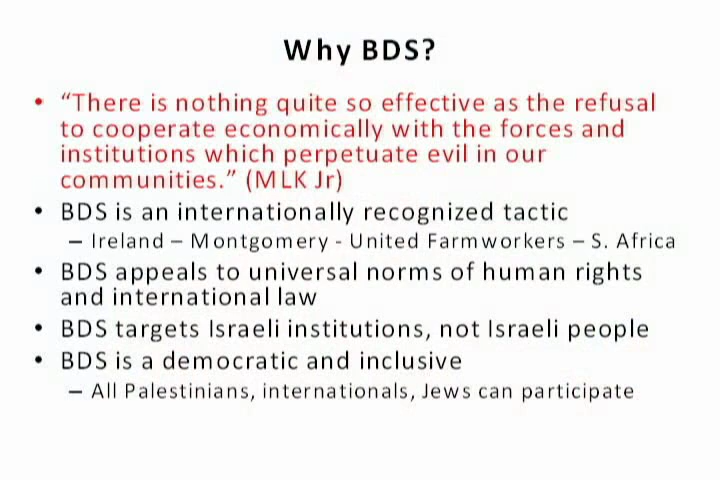 Why BDS?
• “There is nothing quite so effective as the refusal
to cooperate economically with the forces and
institutions which perpetuate evil in our
communities.” (MLK Jr)
• BDS is an internationally recognized tactic
– Ireland – Montgomery - United Farmworkers – S. Africa
• BDS appeals to universal norms of human rights
and international law
• BDS targets Israeli institutions, not Israeli people
• BDS is a democratic and inclusive
– All Palestinians, internationals, Jews can participate